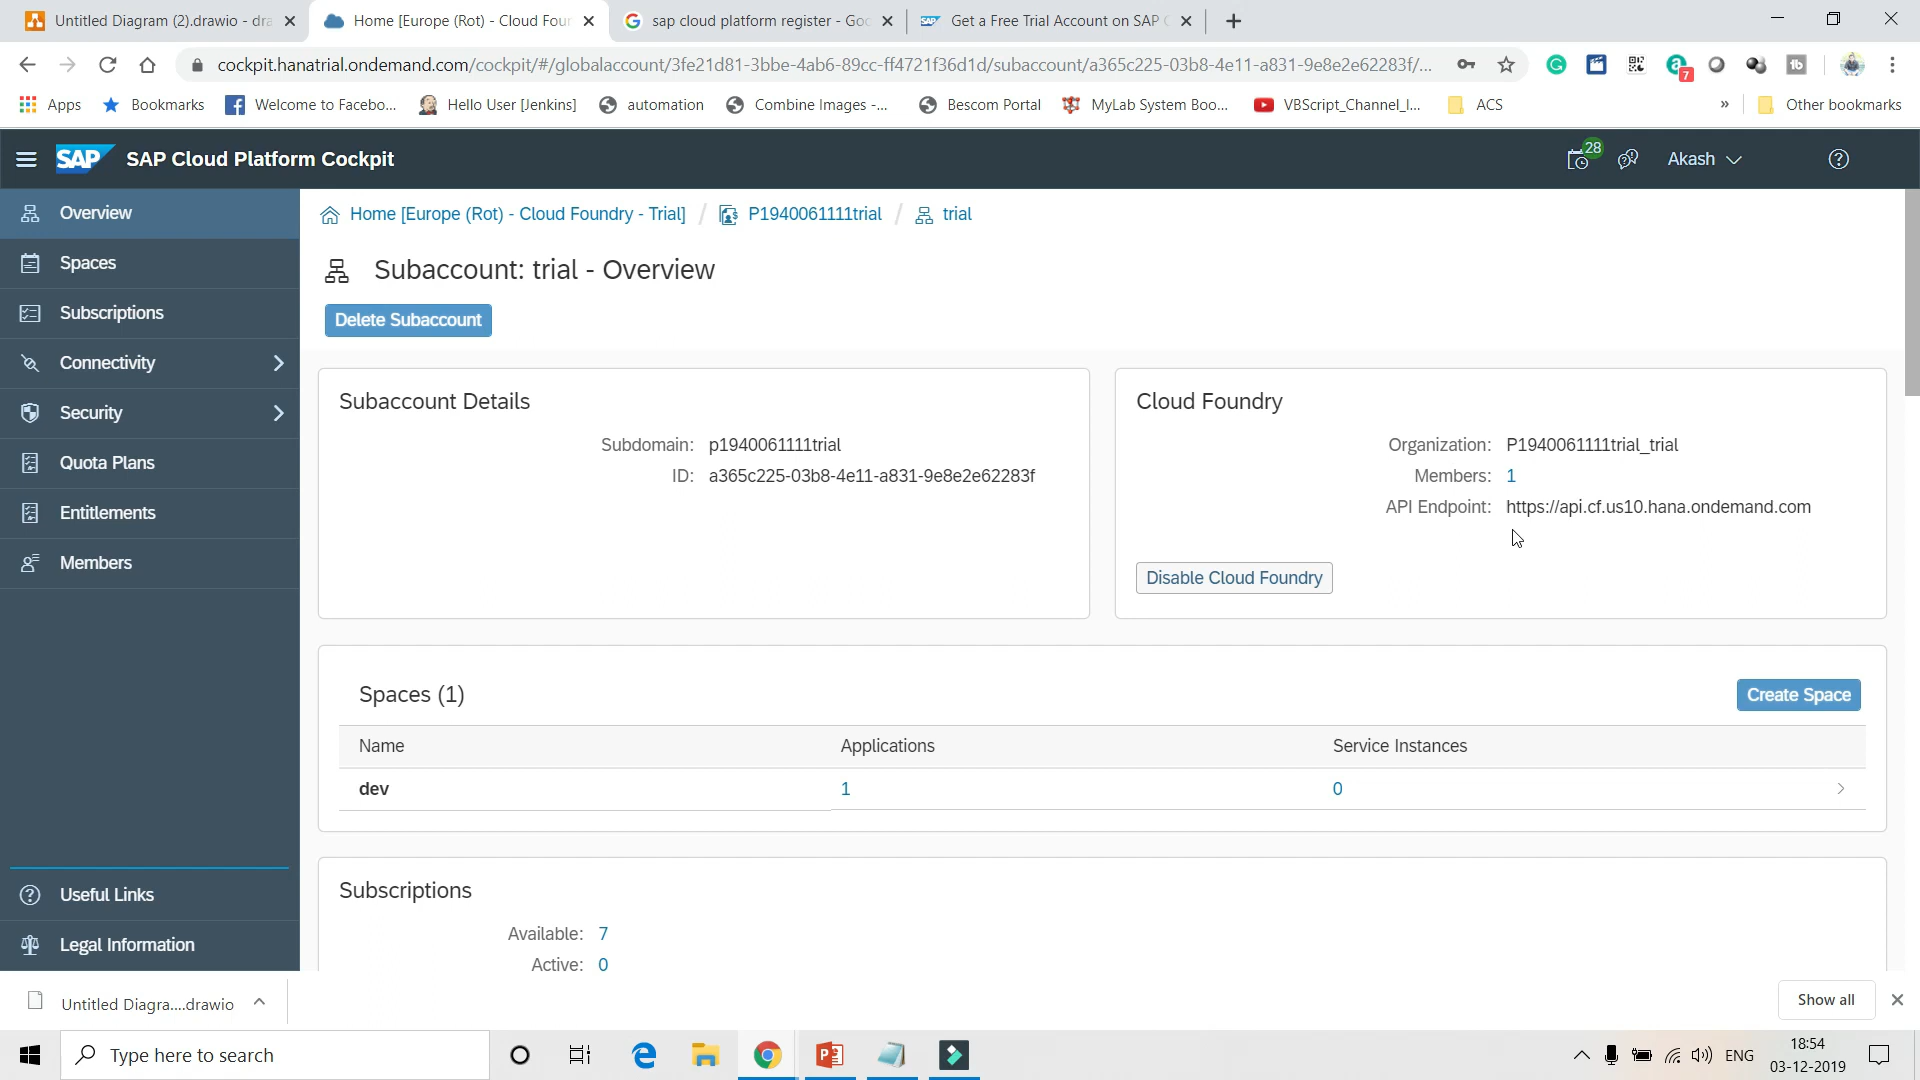 Untitled Diagram (2).drawio - dra
Home [Europe (Rot) - Cloud Four
sap cloud platform register - Goo
SAP Get a Free Trial Account on SAP C
cockpit.hanatrial.ondemand.com/cockpit/#/globalaccount/3fe21d81-3bbe-4ab6-89cc-ff4721f36d1d/subaccount/a365c225-03b8-4e11-a831-9e8e2e62283f/...
7
Apps
Bookmarks
Welcome to Facebo...
Hello User [Jenkins]
automation
Combine Images -...
Bescom Portal
MyLab System Boo...
VBScript_Channel_I...
ACS
»
Other bookmarks
SAP SAP Cloud Platform Cockpit
28
Akash
Overview
Spaces
Subscriptions
Connectivity
Security
Quota Plans
Entitlements
Members
Useful Links
Legal Information
Home [Europe (Rot) - Cloud Foundry - Trial] / P1940061111trial / trial
Subaccount: trial - Overview
Delete Subaccount
Subaccount Details
Subdomain: p1940061111trial
ID: a365c225-03b8-4e11-a831-9e8e2e62283f
Cloud Foundry
Organization: P1940061111trial_trial
Members: 1
API Endpoint: https://api.cf.us10.hana.ondemand.com
Disable Cloud Foundry
Spaces (1)
Create Space
Name Applications Service Instances
dev 1 0
Subscriptions
Available: 7
Active: 0
Untitled Diagra....drawio
Show all
Type here to search
ENG
18:54
03-12-2019